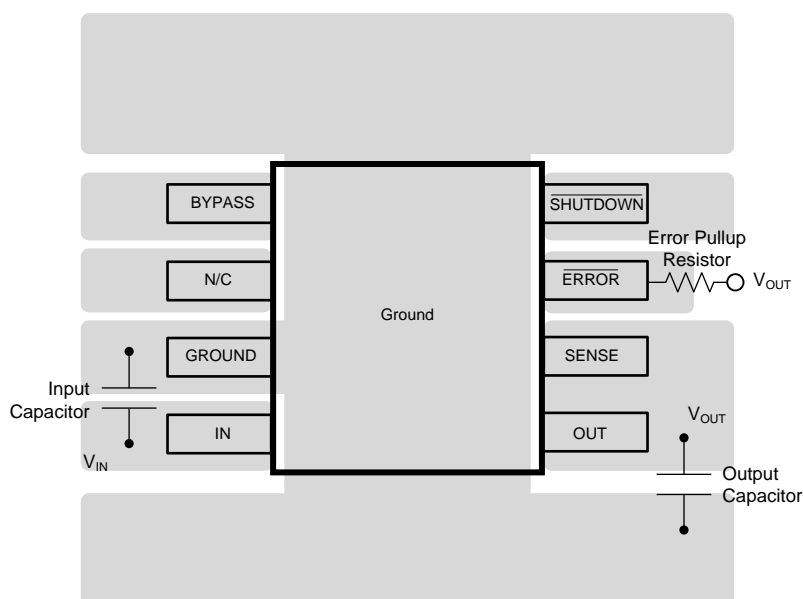 BYPASS
SHUTDOWN
Error Pullup
Resistor
N/C
ERROR
VOUT
Ground
GROUND
SENSE
Input
Capacitor
IN
OUT
VOUT
VIN
Output
Capacitor